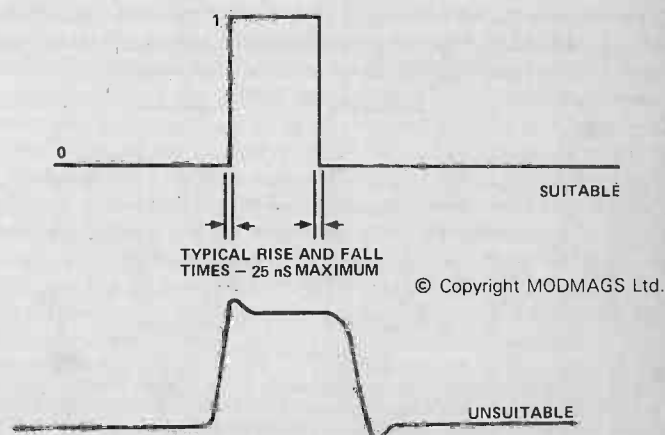 1
0
SUITABLE
TYPICAL RISE AND FALL
TIMES – 25 nS MAXIMUM
© Copyright MODMAGS Ltd.
UNSUITABLE